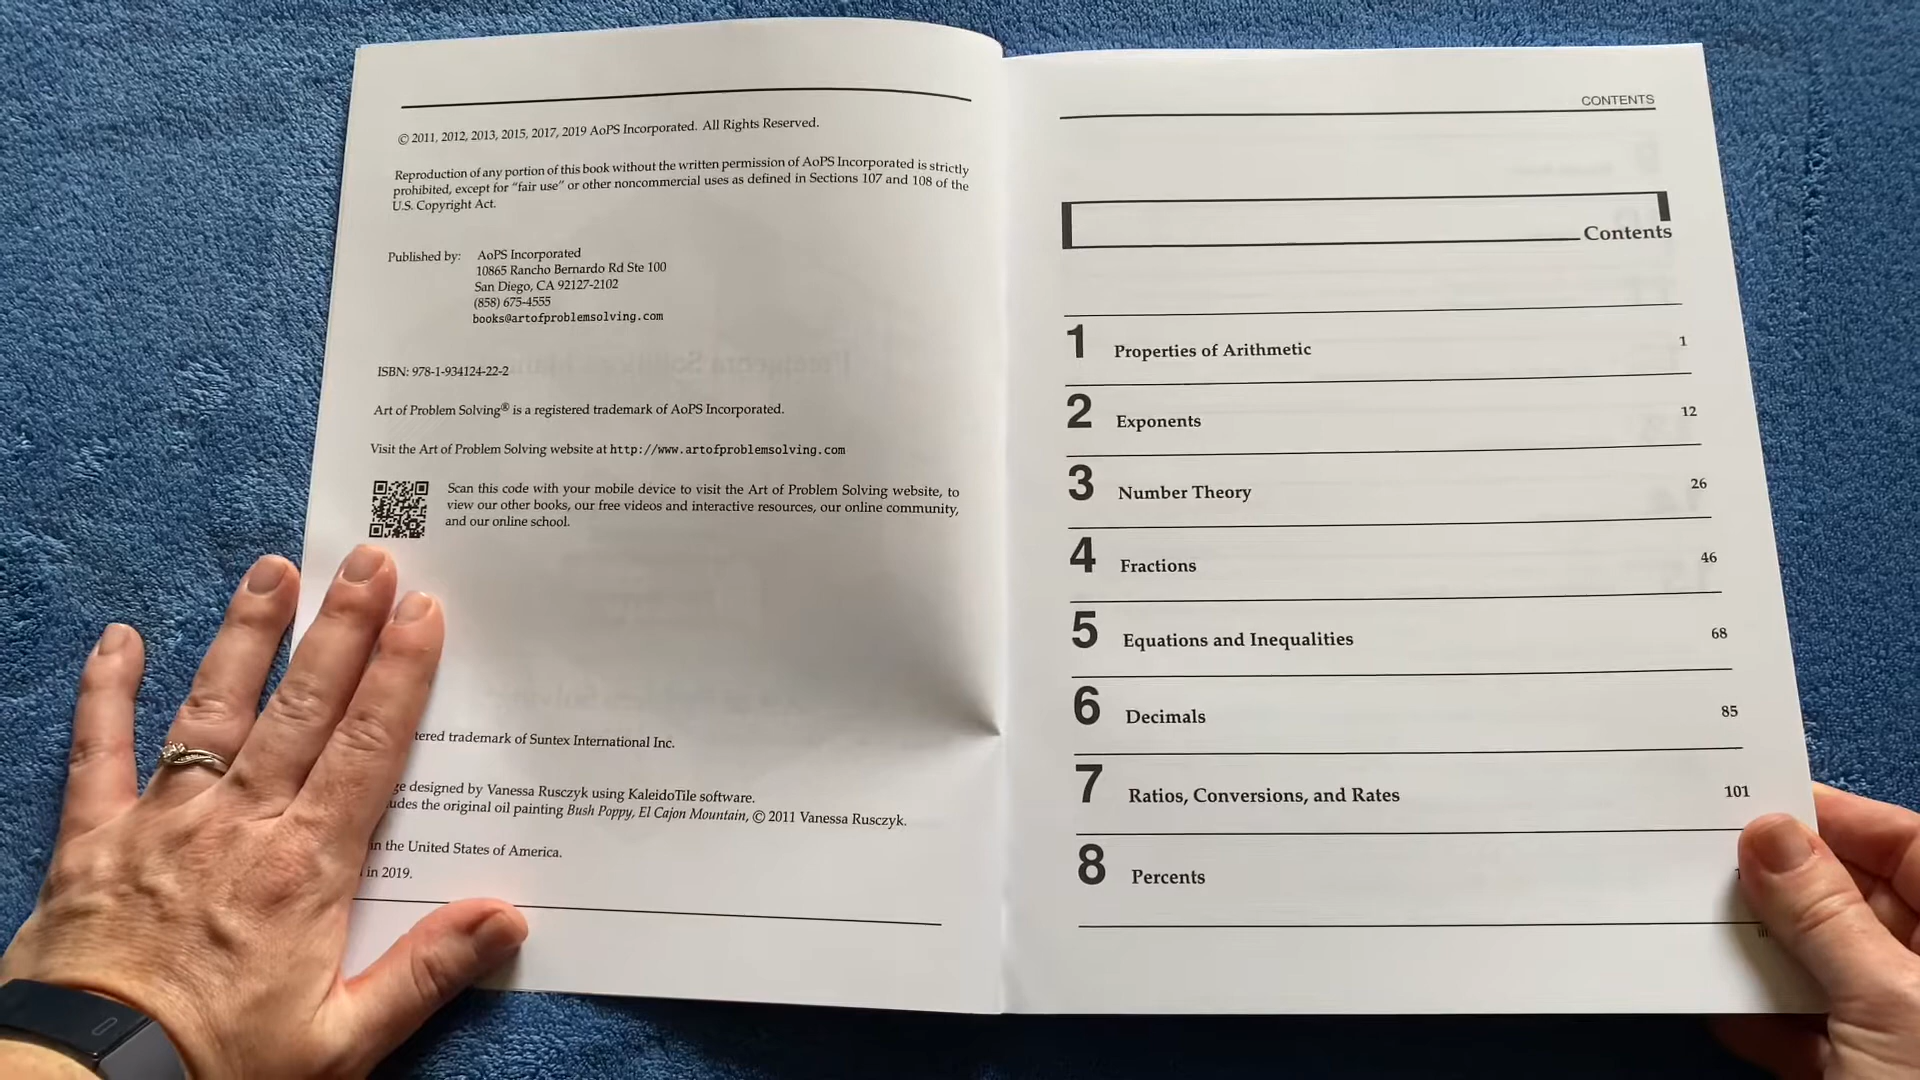 © 2011, 2012, 2013, 2015, 2017, 2019 AoPS Incorporated. All Rights Reserved.
Reproduction of any portion of this book without the written permission of AoPS Incorporated is strictly
prohibited, except for "fair use" or other noncommercial uses as defined in Sections 107 and 108 of the
U.S. Copyright Act.
Published by: AoPS Incorporated
10865 Rancho Bernardo Rd Ste 100
San Diego, CA 92127-2102
(858) 675-4555
books@artofproblemsolving.com
ISBN: 978-1-934124-22-2
Art of Problem Solving® is a registered trademark of AoPS Incorporated.
Visit the Art of Problem Solving website at http://www.artofproblemsolving.com
Scan this code with your mobile device to visit the Art of Problem Solving website, to
view our other books, our free videos and interactive resources, our online community,
and our online school.
trademark of Suntex International Inc.
designed by Vanessa Rusczyk using KaleidoTile software.
the original oil painting Bush Poppy, El Cajon Mountain, © 2011 Vanessa Rusczyk.
in the United States of America.
in 2019.
CONTENTS
Contents
1 Properties of Arithmetic 1
2 Exponents 12
3 Number Theory 26
4 Fractions 46
5 Equations and Inequalities 68
6 Decimals 85
7 Ratios, Conversions, and Rates 101
8 Percents